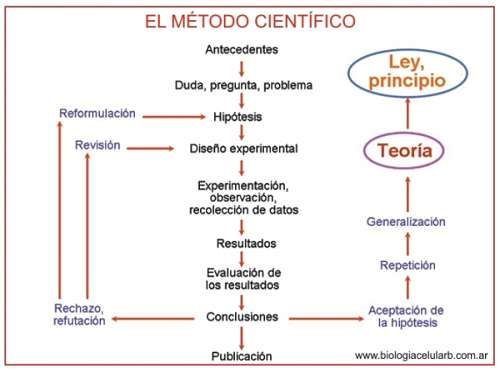 EL MÉTODO CIENTÍFICO
Antecedentes
Duda, pregunta, problema
Reformulación
Hipótesis
Revisión
Diseño experimental
Experimentación,
observación,
recolección de datos
Resultados
Evaluación de
los resultados
Rechazo,
refutación
Conclusiones
Publicación
Ley,
principio
Teoría
Generalización
Repetición
Aceptación de
la hipótesis
www.biologiacelularb.com.ar